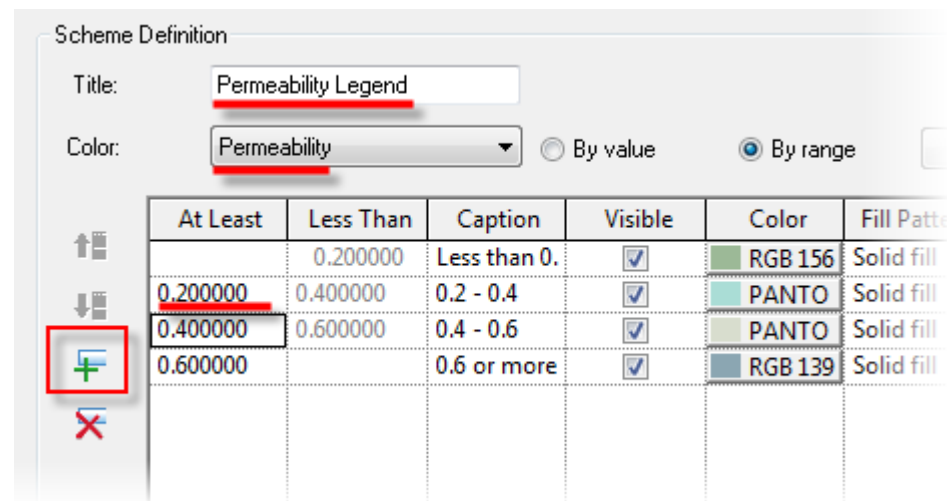 Scheme Definition
Title: Permeability Legend
Color: Permeability By value By range
At Least Less Than Caption Visible Color Fill Patte
0.200000 Less than 0. RGB 156 Solid fill
0.200000 0.400000 0.2 - 0.4 PANTO Solid fill
0.400000 0.600000 0.4 - 0.6 PANTO Solid fill
0.600000 0.6 or more RGB 139 Solid fill